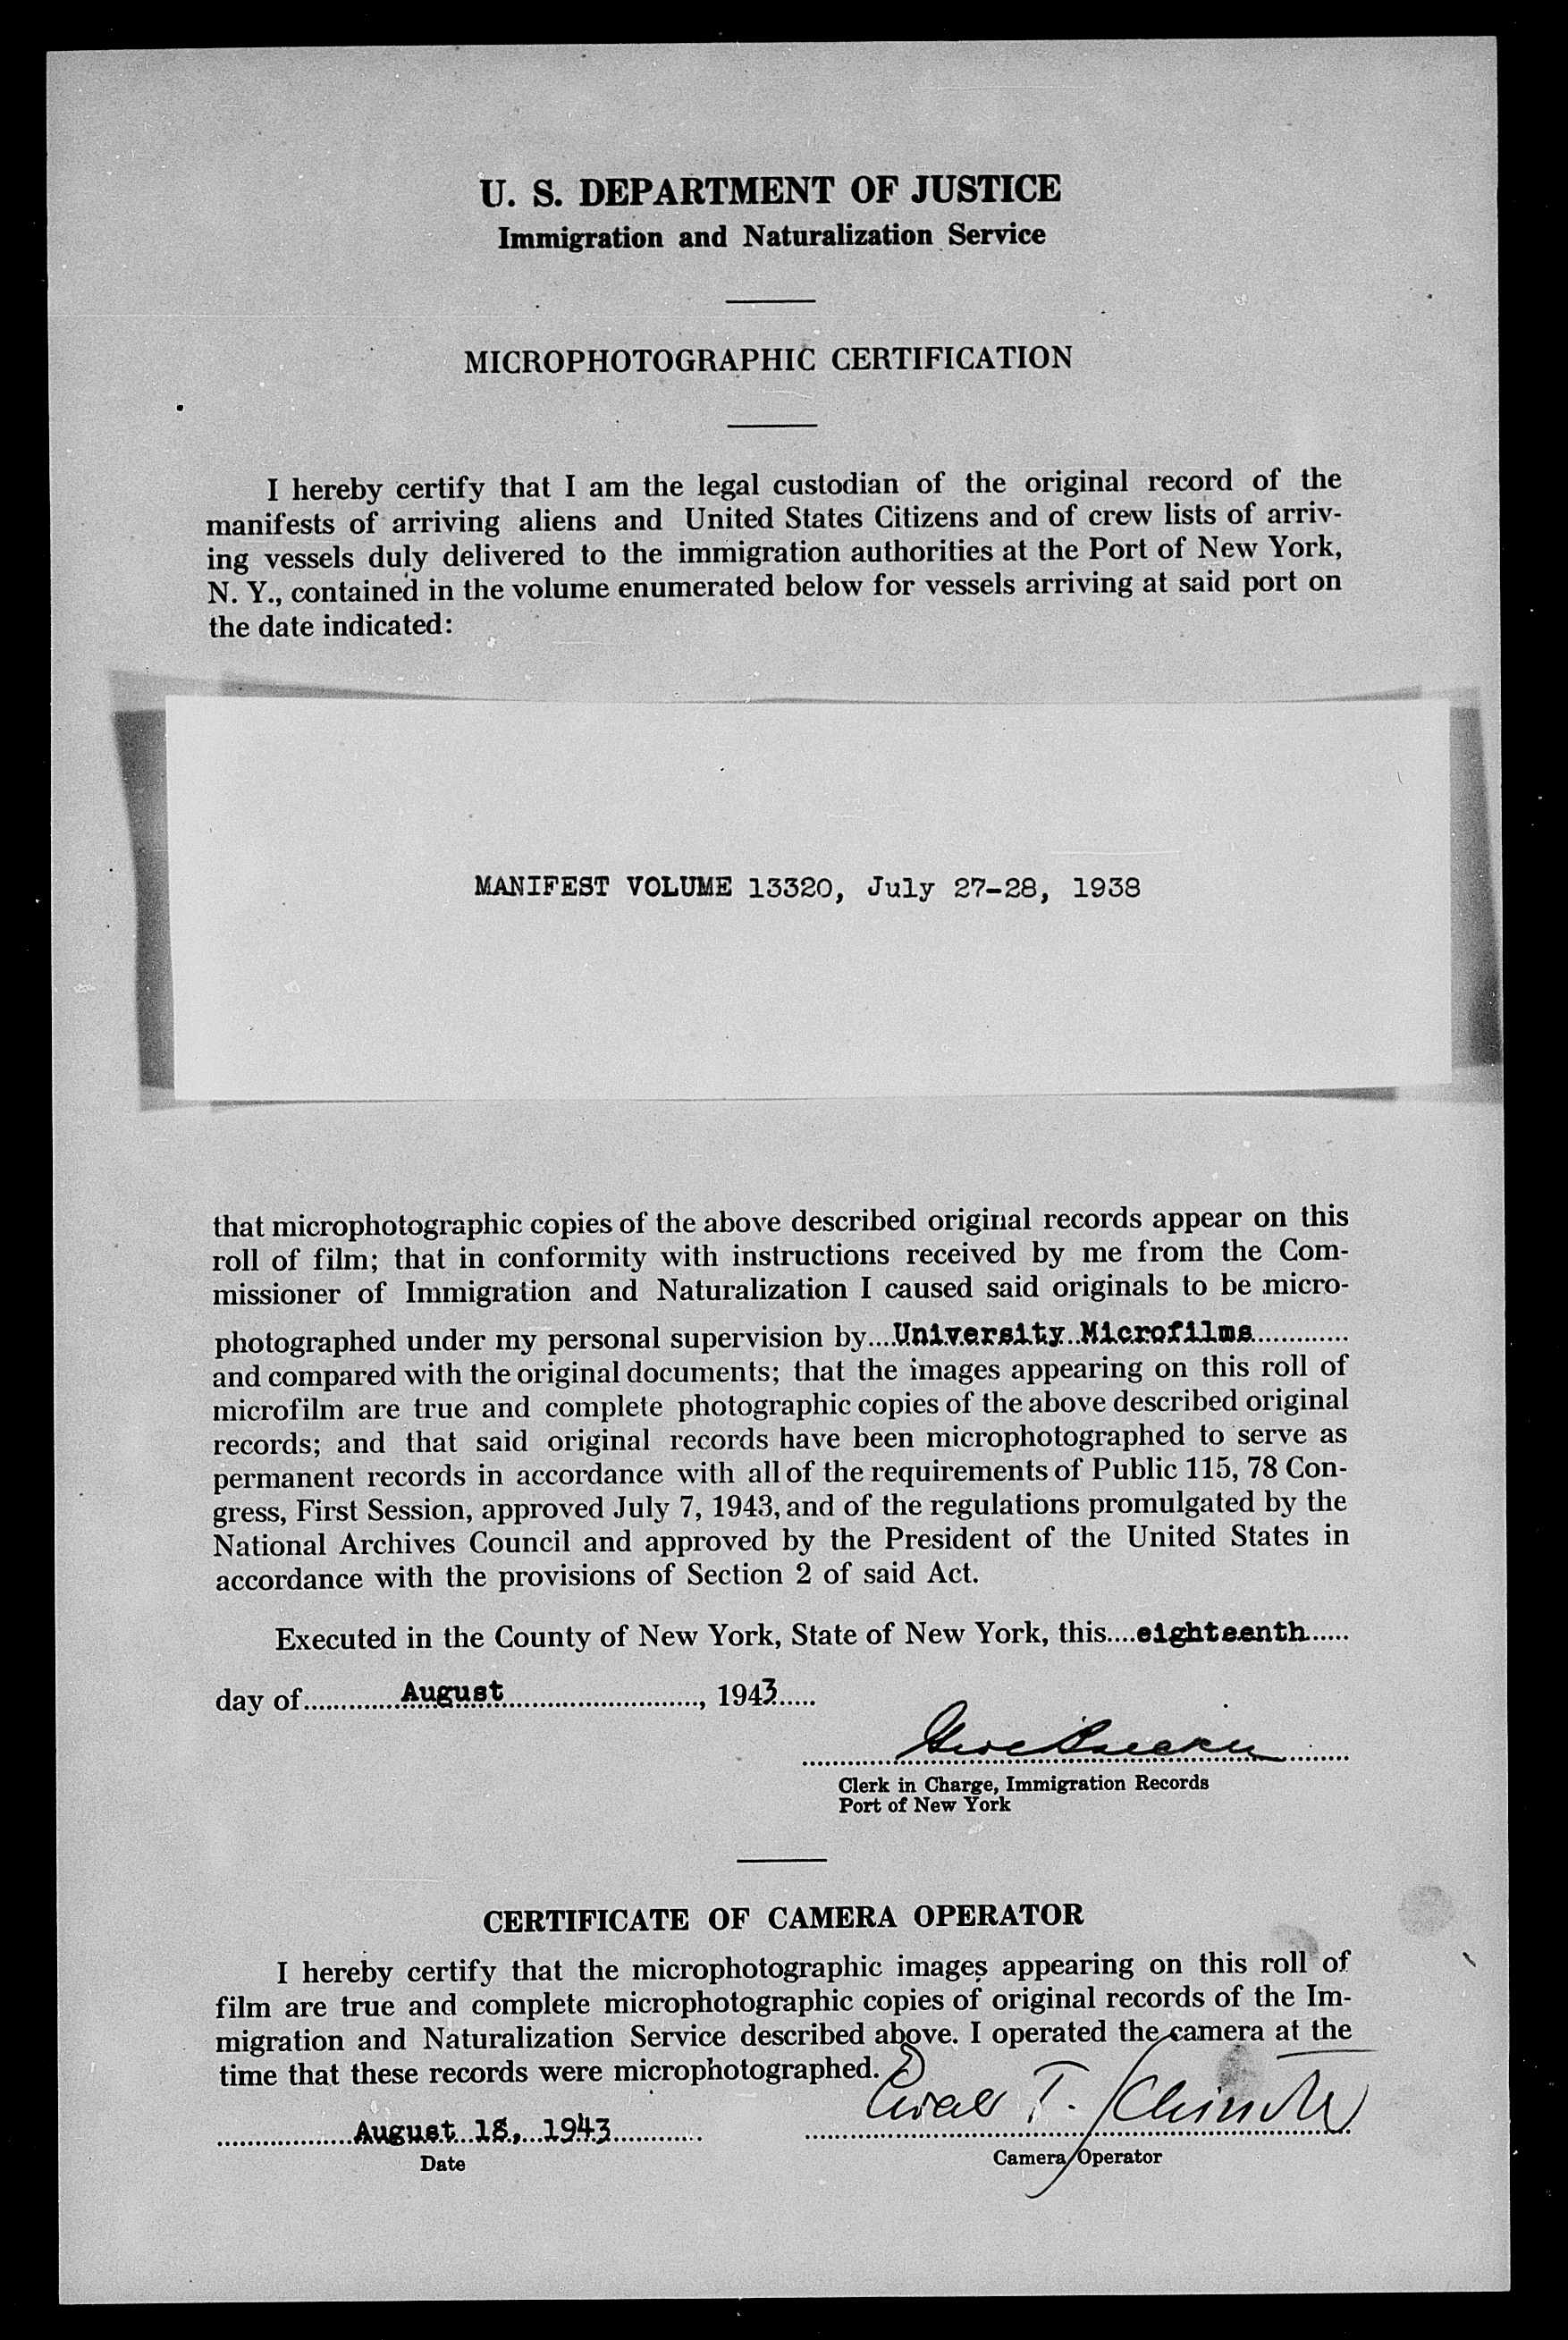 U. S. DEPARTMENT OF JUSTICE
Immigration and Naturalization Service
MICROPHOTOGRAPHIC CERTIFICATION
I hereby certify that I am the legal custodian of the original record of the
manifests of arriving aliens and United States Citizens and of crew lists of arriv-
ing vessels duly delivered to the immigration authorities at the Port of New York,
N. Y., contained in the volume enumerated below for vessels arriving at said port on
the date indicated:
MANIFEST VOLUME 13320, July 27-28, 1938
that microphotographic copies of the above described original records appear on this
roll of film; that in conformity with instructions received by me from the Com-
missioner of Immigration and Naturalization I caused said originals to be micro-
photographed under my personal supervision by....University Microfilms............
and compared with the original documents; that the images appearing on this roll of
microfilm are true and complete photographic copies of the above described original
records; and that said original records have been microphotographed to serve as
permanent records in accordance with all of the requirements of Public 115, 78 Con-
gress, First Session, approved July 7, 1943, and of the regulations promulgated by the
National Archives Council and approved by the President of the United States in
accordance with the provisions of Section 2 of said Act.
Executed in the County of New York, State of New York, this....eighteenth.....
day of.............August..........................., 1943.....
Clerk in Charge, Immigration Records
Port of New York
CERTIFICATE OF CAMERA OPERATOR
I hereby certify that the microphotographic images appearing on this roll of
film are true and complete microphotographic copies of original records of the Im-
migration and Naturalization Service described above. I operated the camera at the
time that these records were microphotographed.
T.
August 18, 1943
Date
Camera Operator